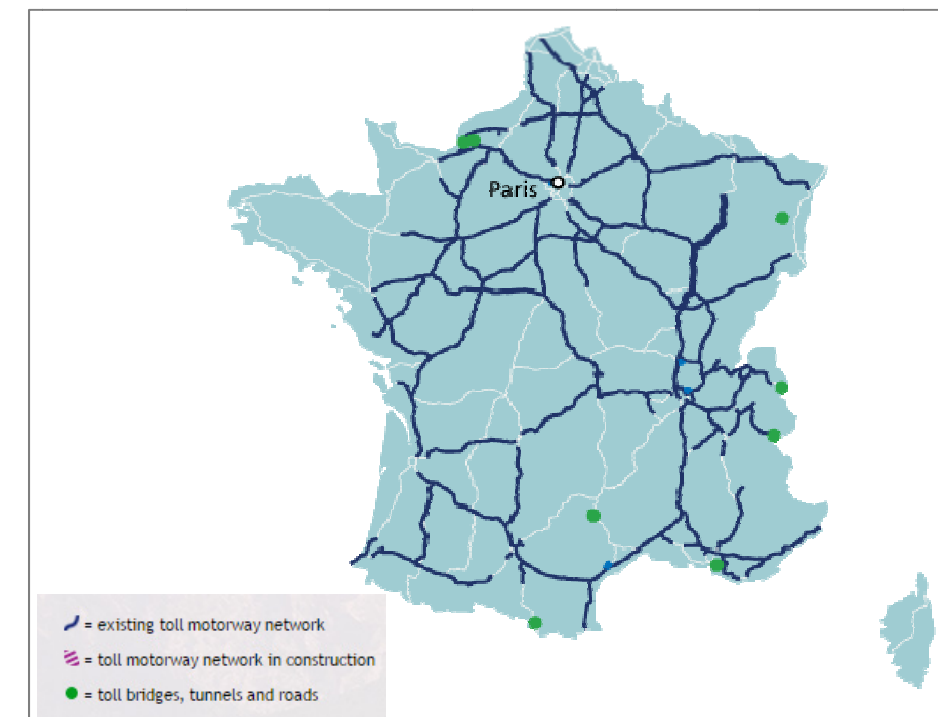 Paris
= existing toll motorway network
= toll motorway network in construction
= toll bridges, tunnels and roads